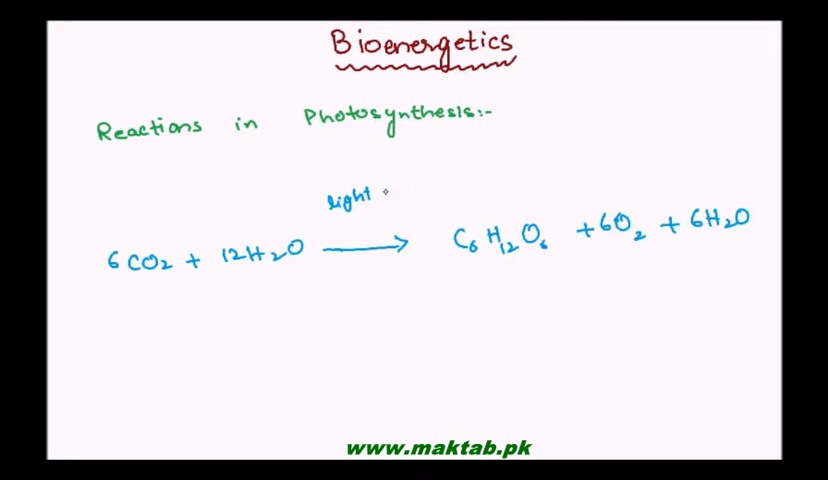 Bioenergetics
Reactions in Photosynthesis:-
light
6CO₂ + 12H₂O ⟶ C₆H₁₂O₆ + 6O₂ + 6H₂O
www.maktab.pk